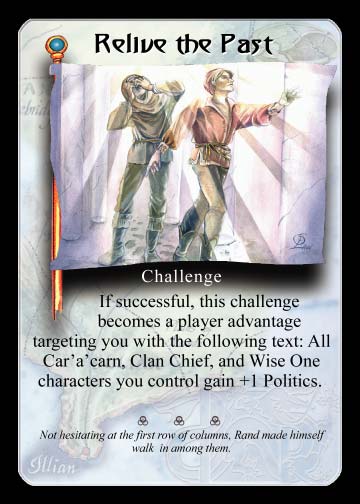 Relive the Past
Challenge
If successful, this challenge
becomes a player advantage
targeting you with the following text: All
Car'a'carn, Clan Chief, and Wise One
characters you control gain +1 Politics.
Not hesitating at the first row of columns, Rand made himself
walk in among them.
Illian